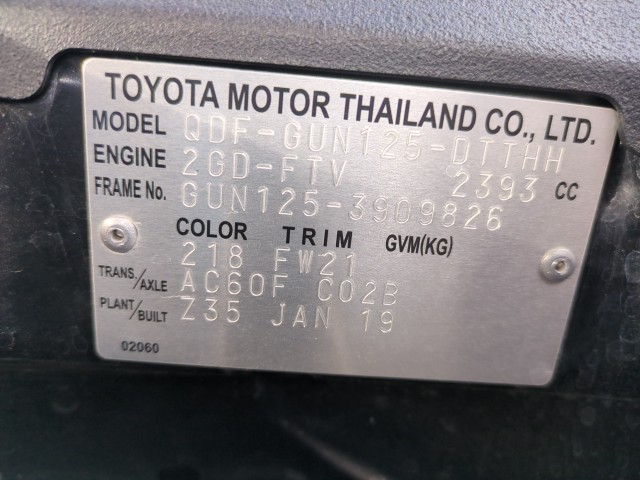 TOYOTA MOTOR THAILAND CO., LTD.
MODEL QDF-GUN125-DTTHH
ENGINE 2GD-FTV 2393 CC
FRAME No. GUN125-3909826
COLOR TRIM GVM(KG)
218 FW21
TRANS./AXLE AC60F C02B
PLANT/BUILT Z35 JAN 19
02060